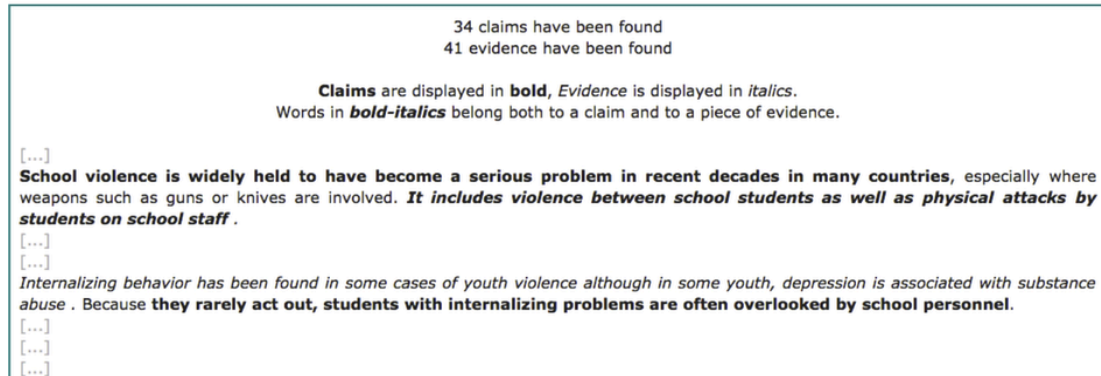 34 claims have been found
41 evidence have been found
Claims are displayed in bold, Evidence is displayed in italics.
Words in bold-italics belong both to a claim and to a piece of evidence.
[...]
School violence is widely held to have become a serious problem in recent decades in many countries, especially where
weapons such as guns or knives are involved. It includes violence between school students as well as physical attacks by
students on school staff .
[...]
[...]
Internalizing behavior has been found in some cases of youth violence although in some youth, depression is associated with substance
abuse . Because they rarely act out, students with internalizing problems are often overlooked by school personnel.
[...]
[...]
[...]